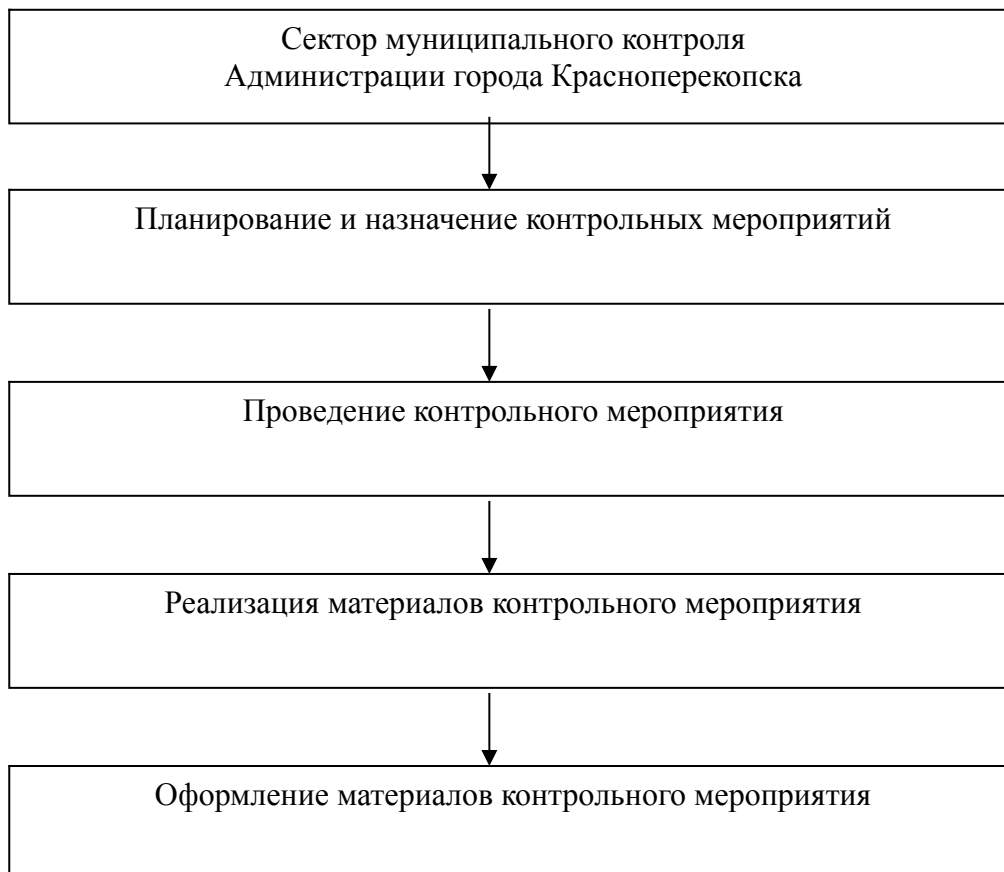 Сектор муниципального контроля
Администрации города Красноперекопска
Планирование и назначение контрольных мероприятий
Проведение контрольного мероприятия
Реализация материалов контрольного мероприятия
Оформление материалов контрольного мероприятия